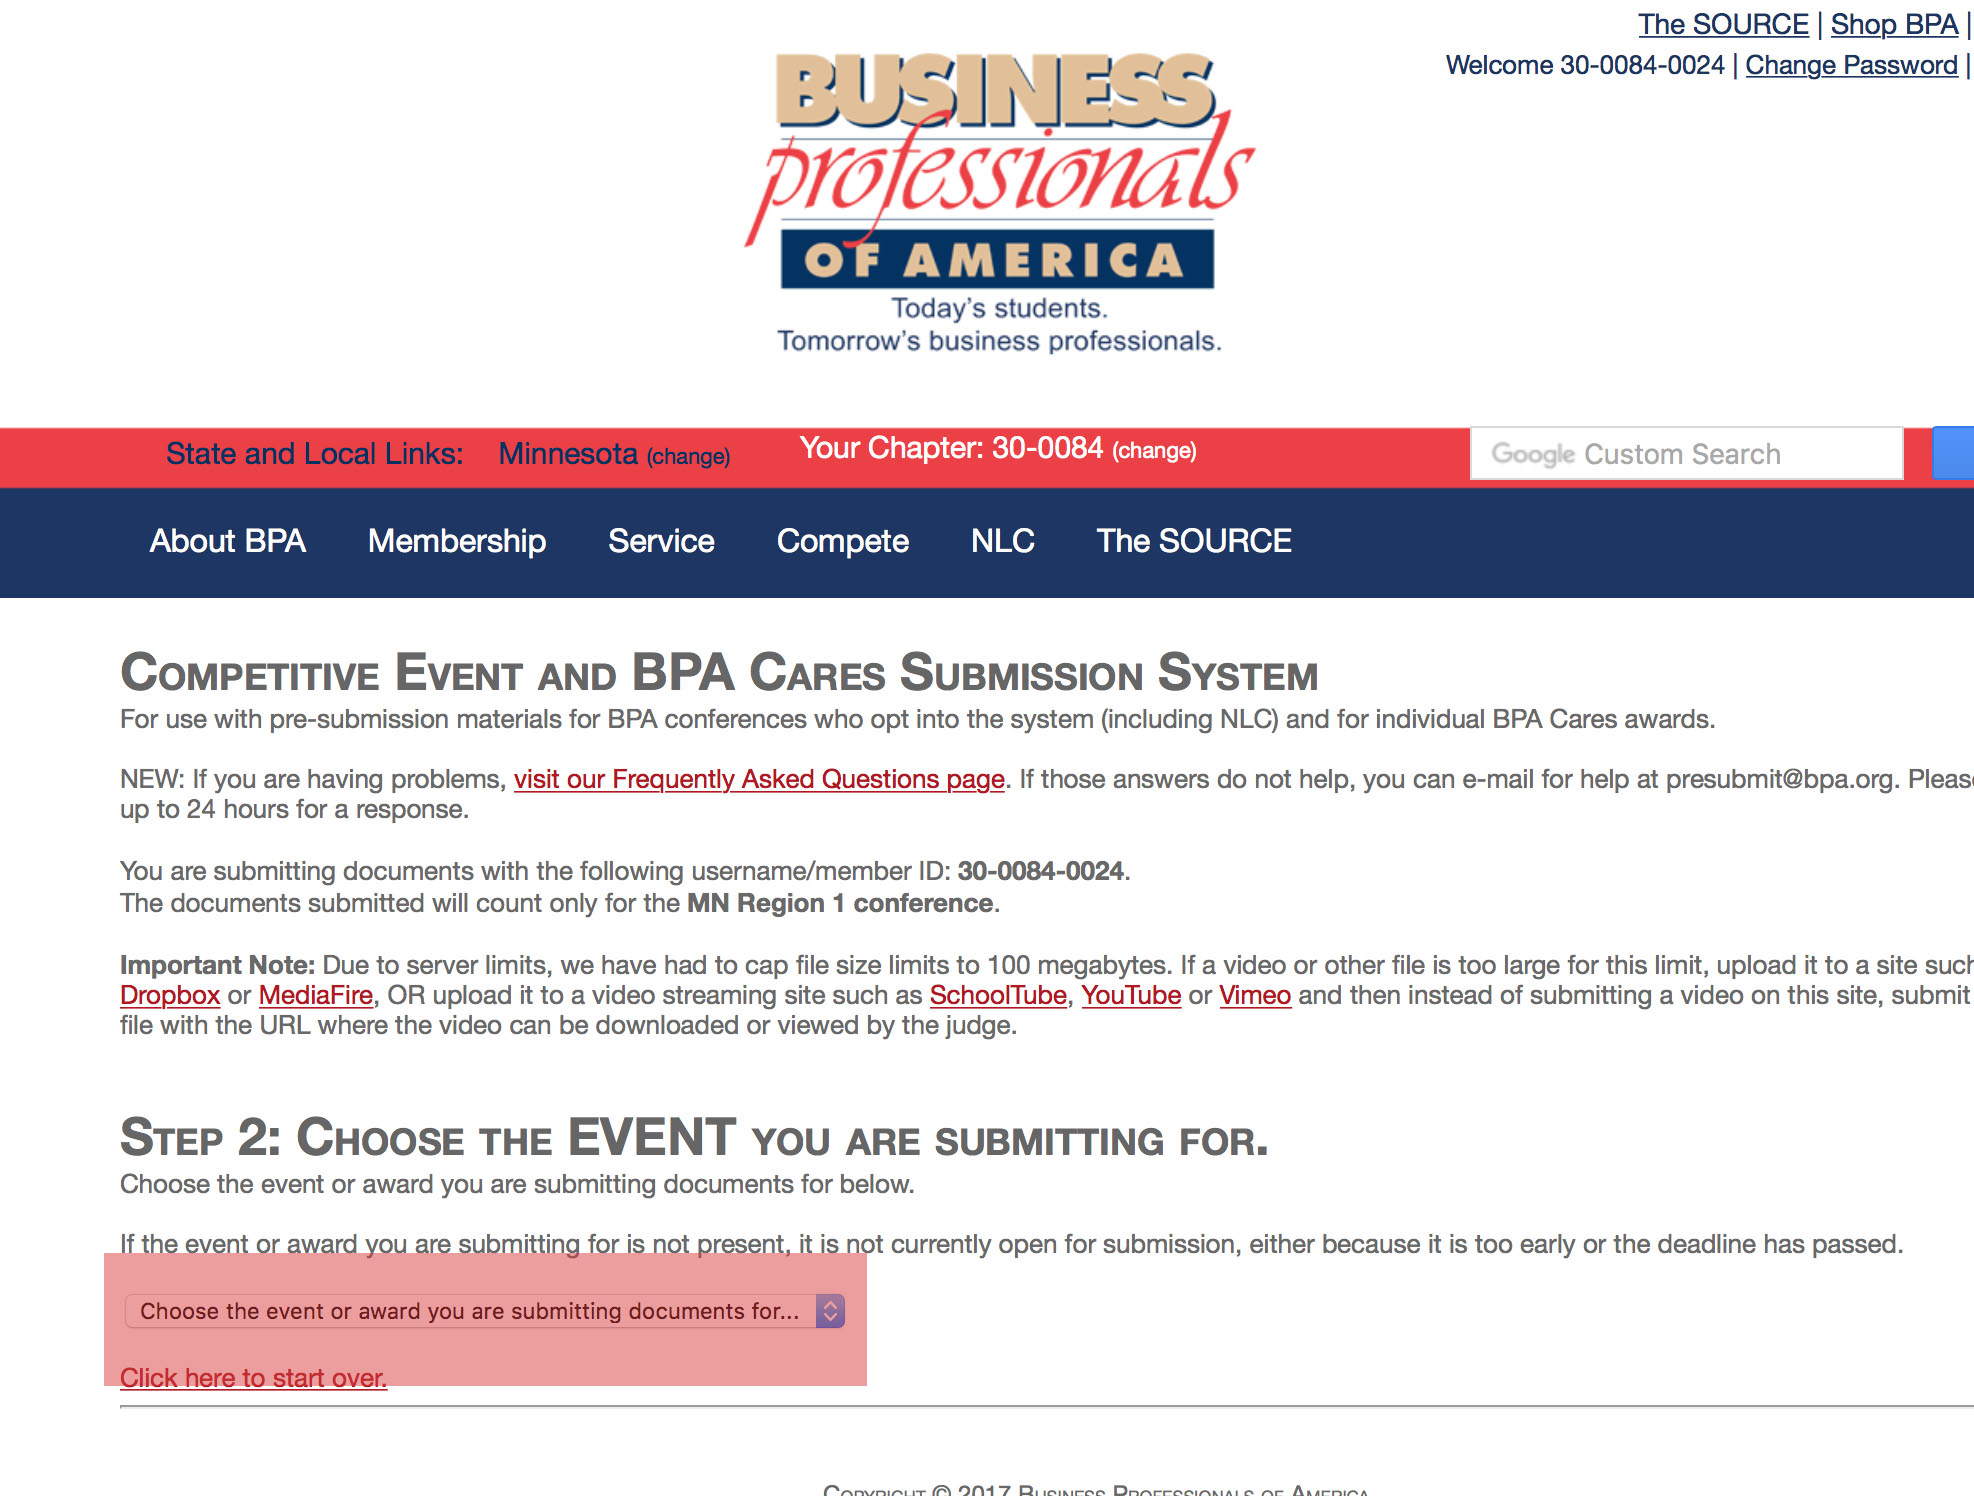 The SOURCE | Shop BPA |
Welcome 30-0084-0024 | Change Password |
BUSINESS
professionals
OF AMERICA
Today's students.
Tomorrow's business professionals.
State and Local Links: Minnesota (change) Your Chapter: 30-0084 (change) Google Custom Search
About BPA Membership Service Compete NLC The SOURCE
COMPETITIVE EVENT AND BPA CARES SUBMISSION SYSTEM
For use with pre-submission materials for BPA conferences who opt into the system (including NLC) and for individual BPA Cares awards.
NEW: If you are having problems, visit our Frequently Asked Questions page. If those answers do not help, you can e-mail for help at presubmit@bpa.org.
up to 24 hours for a response.
You are submitting documents with the following username/member ID: 30-0084-0024.
The documents submitted will count only for the MN Region 1 conference.
Important Note: Due to server limits, we have had to cap file size limits to 100 megabytes. If a video or other file is too large for this limit, upload it to a site such
Dropbox or MediaFire, OR upload it to a video streaming site such as SchoolTube, YouTube or Vimeo and then instead of submitting a video on this site, submit
file with the URL where the video can be downloaded or viewed by the judge.
STEP 2: CHOOSE THE EVENT YOU ARE SUBMITTING FOR.
Choose the event or award you are submitting documents for below.
If the event or award you are submitting for is not present, it is not currently open for submission, either because it is too early or the deadline has passed.
Choose the event or award you are submitting documents for...
Click here to start over.
COPYRIGHT © 2017 BUSINESS PROFESSIONALS OF AMERICA